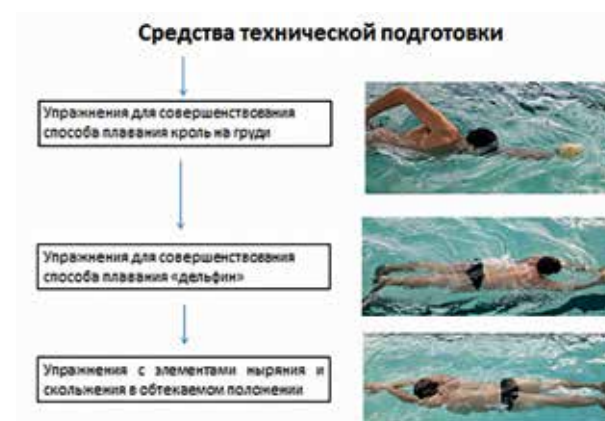 Средства технической подготовки
Упражнения для совершенствования
способа плавания кроль на груди
Упражнения для совершенствования
способа плавания «дельфин»
Упражнения с элементами ныряния и
скольжения в обтекаемом положении